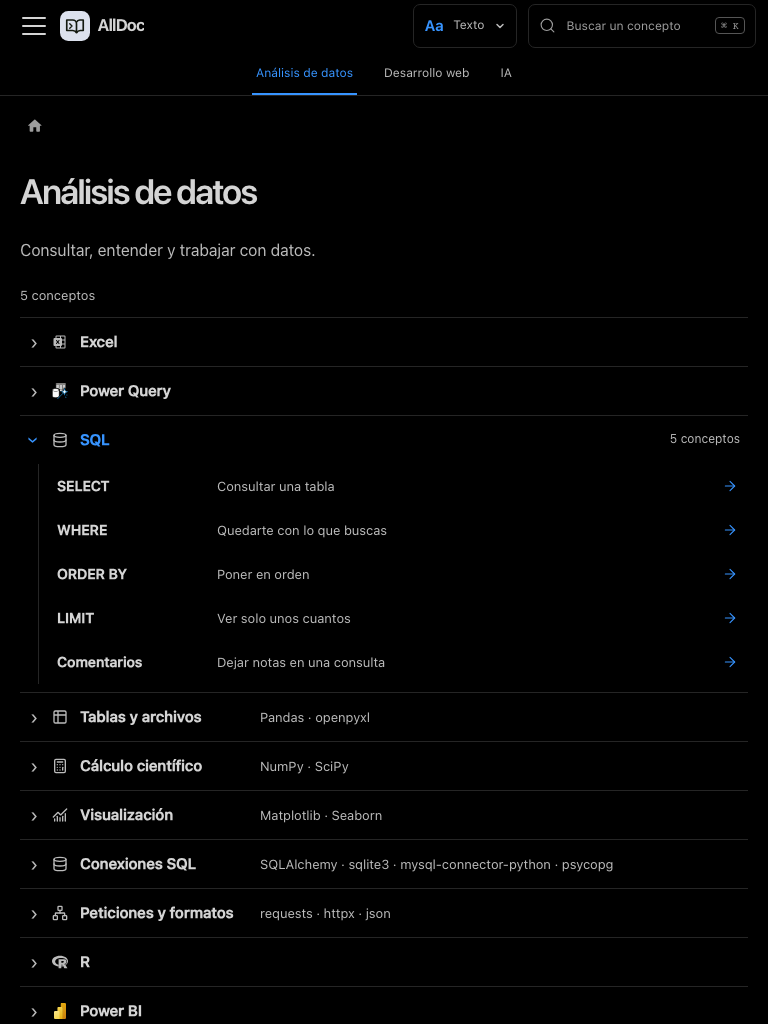 AllDoc
Aa Texto
Buscar un concepto ⌘ K
Análisis de datos Desarrollo web IA
Análisis de datos
Consultar, entender y trabajar con datos.
5 conceptos
Excel
Power Query
SQL 5 conceptos
SELECT Consultar una tabla
WHERE Quedarte con lo que buscas
ORDER BY Poner en orden
LIMIT Ver solo unos cuantos
Comentarios Dejar notas en una consulta
Tablas y archivos Pandas · openpyxl
Cálculo científico NumPy · SciPy
Visualización Matplotlib · Seaborn
Conexiones SQL SQLAlchemy · sqlite3 · mysql-connector-python · psycopg
Peticiones y formatos requests · httpx · json
R
Power BI